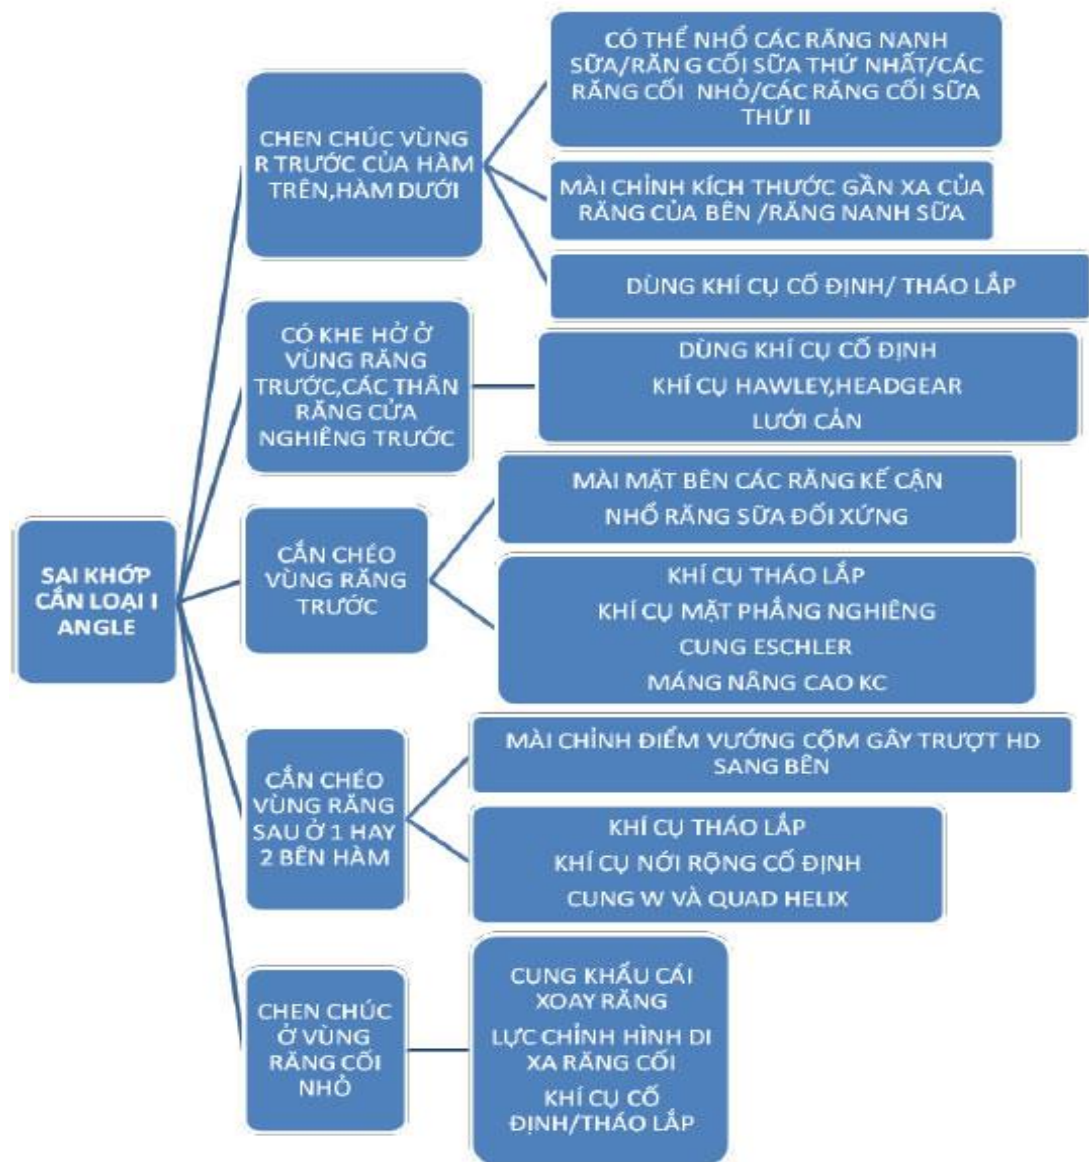 CÓ THỂ NHỔ CÁC RĂNG NANH
SỮA/RĂN G CỐI SỮA THỨ NHẤT/CÁC
RĂNG CỐI NHỎ/CÁC RĂNG CỐI SỮA
THỨ II
CHEN CHÚC VÙNG
R TRƯỚC CỦA HÀM
TRÊN,HÀM DƯỚI
MÀI CHỈNH KÍCH THƯỚC GẦN XA CỦA
RĂNG CỦA BÊN /RĂNG NANH SỮA
DÙNG KHÍ CỤ CỐ ĐỊNH/ THÁO LẮP
CÓ KHE HỞ Ở
VÙNG RĂNG
TRƯỚC,CÁC THÂN
RĂNG CỬA
NGHIÊNG TRƯỚC
DÙNG KHÍ CỤ CỐ ĐỊNH
KHÍ CỤ HAWLEY,HEADGEAR
LƯỚI CẢN
SAI KHỚP
CẮN LOẠI I
ANGLE
CẮN CHÉO
VÙNG RĂNG
TRƯỚC
MÀI MẶT BÊN CÁC RĂNG KẾ CẬN
NHỔ RĂNG SỮA ĐỐI XỨNG
KHÍ CỤ THÁO LẮP
KHÍ CỤ MẶT PHẲNG NGHIÊNG
CUNG ESCHLER
MÁNG NÂNG CAO KC
CẮN CHÉO
VÙNG RĂNG
SAU Ở 1 HAY
2 BÊN HÀM
MÀI CHỈNH ĐIỂM VƯỚNG CỘM GÂY TRƯỢT HD
SANG BÊN
KHÍ CỤ THÁO LẮP
KHÍ CỤ NỚI RỘNG CỐ ĐỊNH
CUNG W VÀ QUAD HELIX
CHEN CHÚC
Ở VÙNG
RĂNG CỐI
NHỎ
CUNG KHẨU CÁI
XOAY RĂNG
LỰC CHỈNH HÌNH DI
XA RĂNG CỐI
KHÍ CỤ CỐ
ĐỊNH/THÁO LẮP